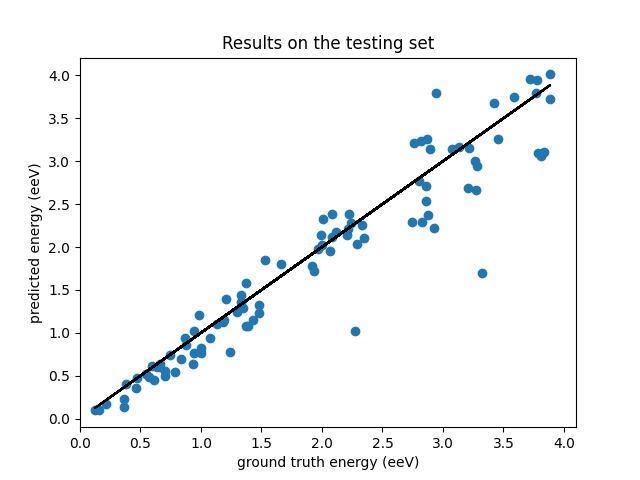 Results on the testing set
4.0
3.5
3.0
2.5
2.0
1.5
1.0
0.5
0.0
predicted energy (eeV)
0.0 0.5 1.0 1.5 2.0 2.5 3.0 3.5 4.0
ground truth energy (eeV)